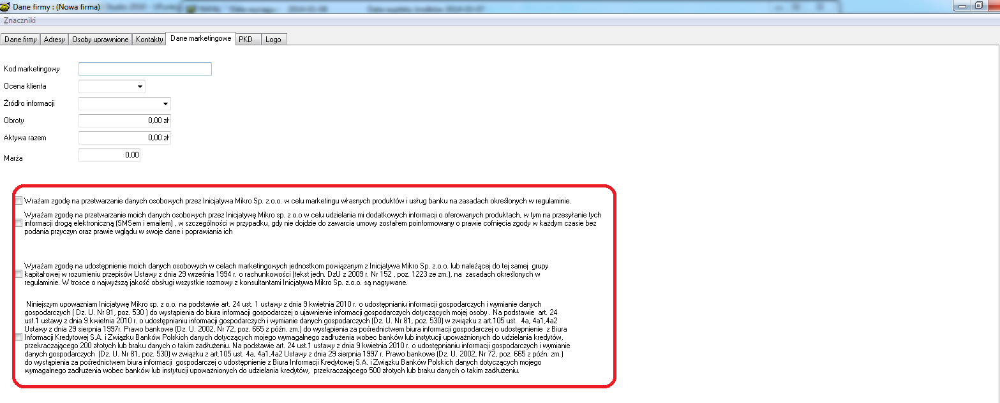 Dane firmy : (Nowa firma)
Znaczniki
Dane firmy Adresy Osoby uprawnione Kontakty Dane marketingowe PKD Logo
Kod marketingowy
Ocena klienta
Źródło informacji
Obroty 0,00 zł
Aktywa razem 0,00 zł
Marża 0,00
Wrażam zgodę na przetwarzanie danych osobowych przez Inicjatywa Mikro Sp. z.o.o. w celu marketingu własnych produktów i usług banku na zasadach określonych w regulaminie.
Wyrażam zgodę na przetwarzanie moich danych osobowych przez Inicjatywę Mikro sp. z o.o w celu udzielania mi dodatkowych informacji o oferowanych produktach, w tym na przesyłanie tych
informacji drogą elektroniczną (SMSem i emailem) , w szczególności w przypadku, gdy nie dojdzie do zawarcia umowy zostałem poinformowany o prawie cofnięcia zgody w każdym czasie bez
podania przyczyn oraz prawie wglądu w swoje dane i poprawiania ich
Wyrażam zgodę na udostępnienie moich danych osobowych w celach marketingowych jednostkom powiązanym z Inicjatywa Mikro Sp. z.o.o. lub należącej do tej samej grupy
kapitałowej w rozumieniu przepisów Ustawy z dnia 29 września 1994 r. o rachunkowości (tekst jedn. DzU z 2009 r. Nr 152 , poz. 1223 ze zm.), na zasadach określonych w
regulaminie. W trosce o najwyższą jakość obsługi wszystkie rozmowy z konsultantami Inicjatywa Mikro Sp. z.o.o. są nagrywane.
Niniejszym upoważniam Inicjatywę Mikro sp. z o.o. na podstawie art. 24 ust. 1 ustawy z dnia 9 kwietnia 2010 r. o udostępnianiu informacji gospodarczych i wymianie danych
gospodarczych ( Dz. U. Nr 81, poz. 530 ) do wystąpienia do biura informacji gospodarczej o ujawnienie informacji gospodarczych dotyczących mojej osoby . Na podstawie art. 24
ust.1 ustawy z dnia 9 kwietnia 2010 r. o udostępnianiu informacji gospodarczych i wymianie danych gospodarczych (Dz. U. Nr 81, poz. 530) w związku z art.105 ust. 4a, 4a1,4a2
Ustawy z dnia 29 sierpnia 1997r. Prawo bankowe (Dz. U. 2002, Nr 72, poz. 665 z późn. zm.) do wystąpienia za pośrednictwem biura informacji gospodarczej o udostępnienie z Biura
Informacji Kredytowej S.A. i Związku Banków Polskich danych dotyczących mojego wymagalnego zadłużenia wobec banków lub instytucji upoważnionych do udzielania kredytów,
przekraczającego 200 złotych lub braku danych o takim zadłużeniu. Na podstawie art. 24 ust.1 ustawy z dnia 9 kwietnia 2010 r. o udostępnianiu informacji gospodarczych i wymianie
danych gospodarczych (Dz. U. Nr 81, poz. 530) w związku z art.105 ust. 4a, 4a1,4a2 Ustawy z dnia 29 sierpnia 1997 r. Prawo bankowe (Dz. U. 2002, Nr 72, poz. 665 z późn. zm.)
do wystąpienia za pośrednictwem biura informacji gospodarczej o udostępnienie z Biura Informacji Kredytowej S.A. i Związku Banków Polskich danych dotyczących mojego
wymagalnego zadłużenia wobec banków lub instytucji upoważnionych do udzielania kredytów, przekraczającego 500 złotych lub braku danych o takim zadłużeniu.